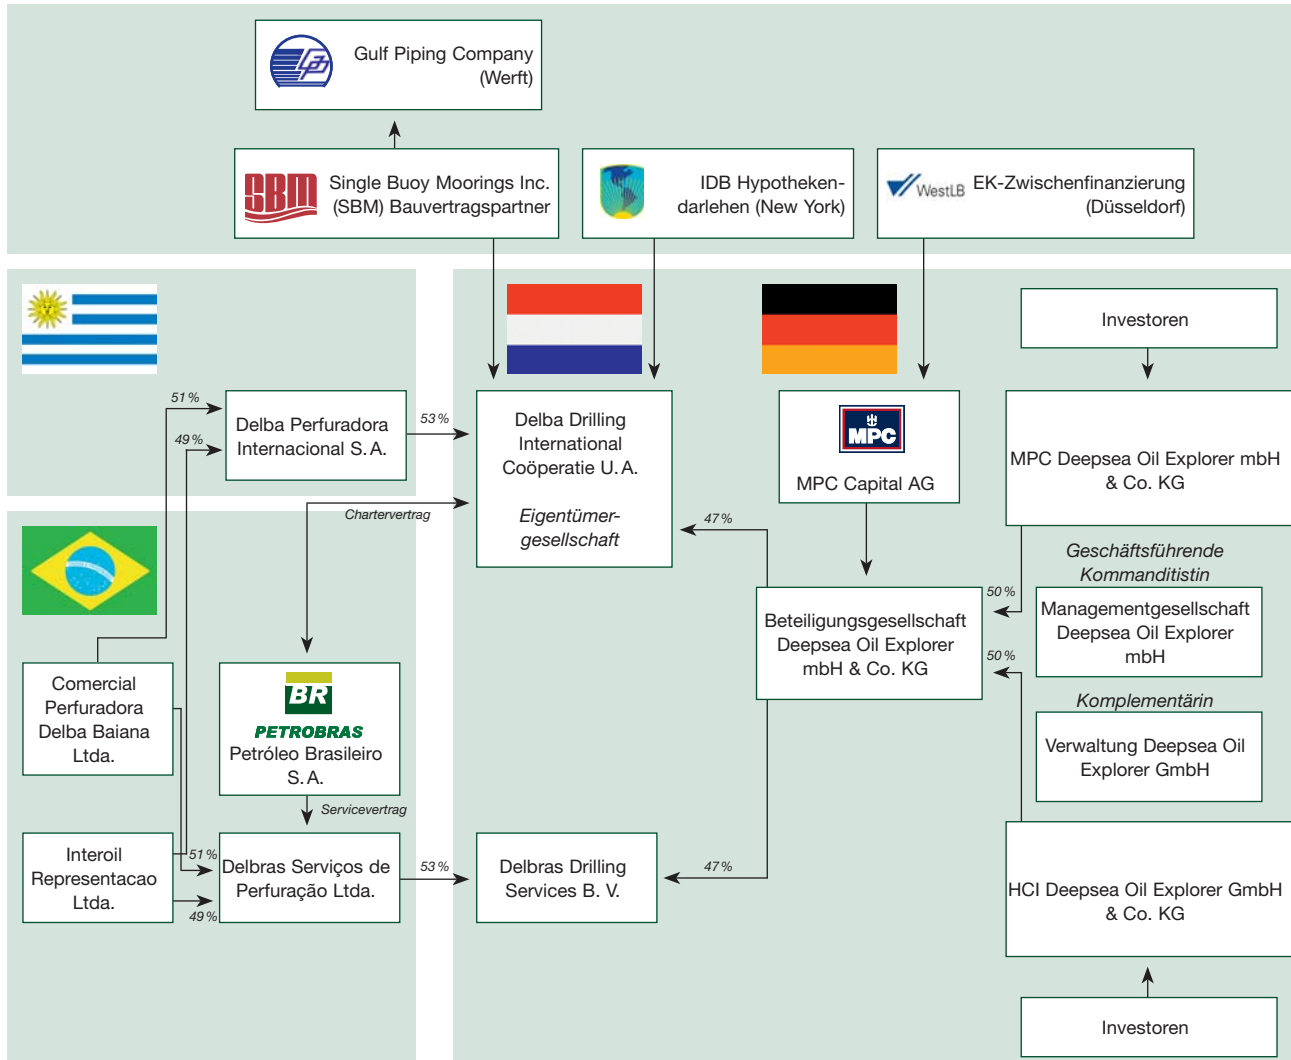 Gulf Piping Company
(Werft)
SBM
Single Buoy Moorings Inc.
(SBM) Bauvertragspartner
IDB Hypotheken-
darlehen (New York)
WestLB
EK-Zwischenfinanzierung
(Düsseldorf)
Investoren
51 %
49 %
Delba Perfuradora
Internacional S. A.
53 %
Delba Drilling
International
Coöperatie U. A.
Eigentümer-
gesellschaft
MPC
MPC Capital AG
MPC Deepsea Oil Explorer mbH
& Co. KG
Chartervertrag
47 %
Geschäftsführende
Kommanditistin
50 %
Managementgesellschaft
Deepsea Oil Explorer
mbH
Beteiligungsgesellschaft
Deepsea Oil Explorer
mbH & Co. KG
50 %
Comercial
Perfuradora
Delba Baiana
Ltda.
BR
PETROBRAS
Petróleo Brasileiro
S. A.
Komplementärin
Verwaltung Deepsea Oil
Explorer GmbH
Servicevertrag
Interoil
Representacao
Ltda.
51 %
49 %
Delbras Serviços de
Perfuração Ltda.
53 %
Delbras Drilling
Services B. V.
47 %
HCI Deepsea Oil Explorer GmbH
& Co. KG
Investoren